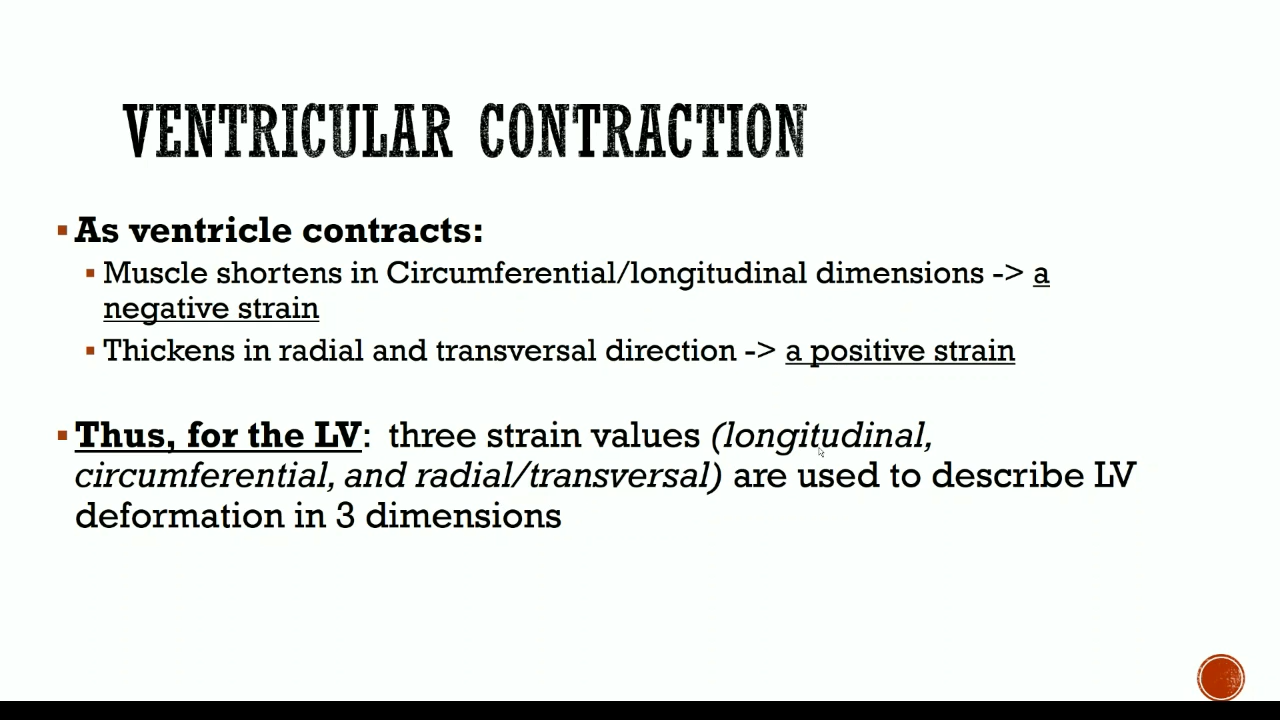 VENTRICULAR CONTRACTION
As ventricle contracts:
Muscle shortens in Circumferential/longitudinal dimensions -> a
negative strain
Thickens in radial and transversal direction -> a positive strain
Thus, for the LV: three strain values (longitudinal,
circumferential, and radial/transversal) are used to describe LV
deformation in 3 dimensions